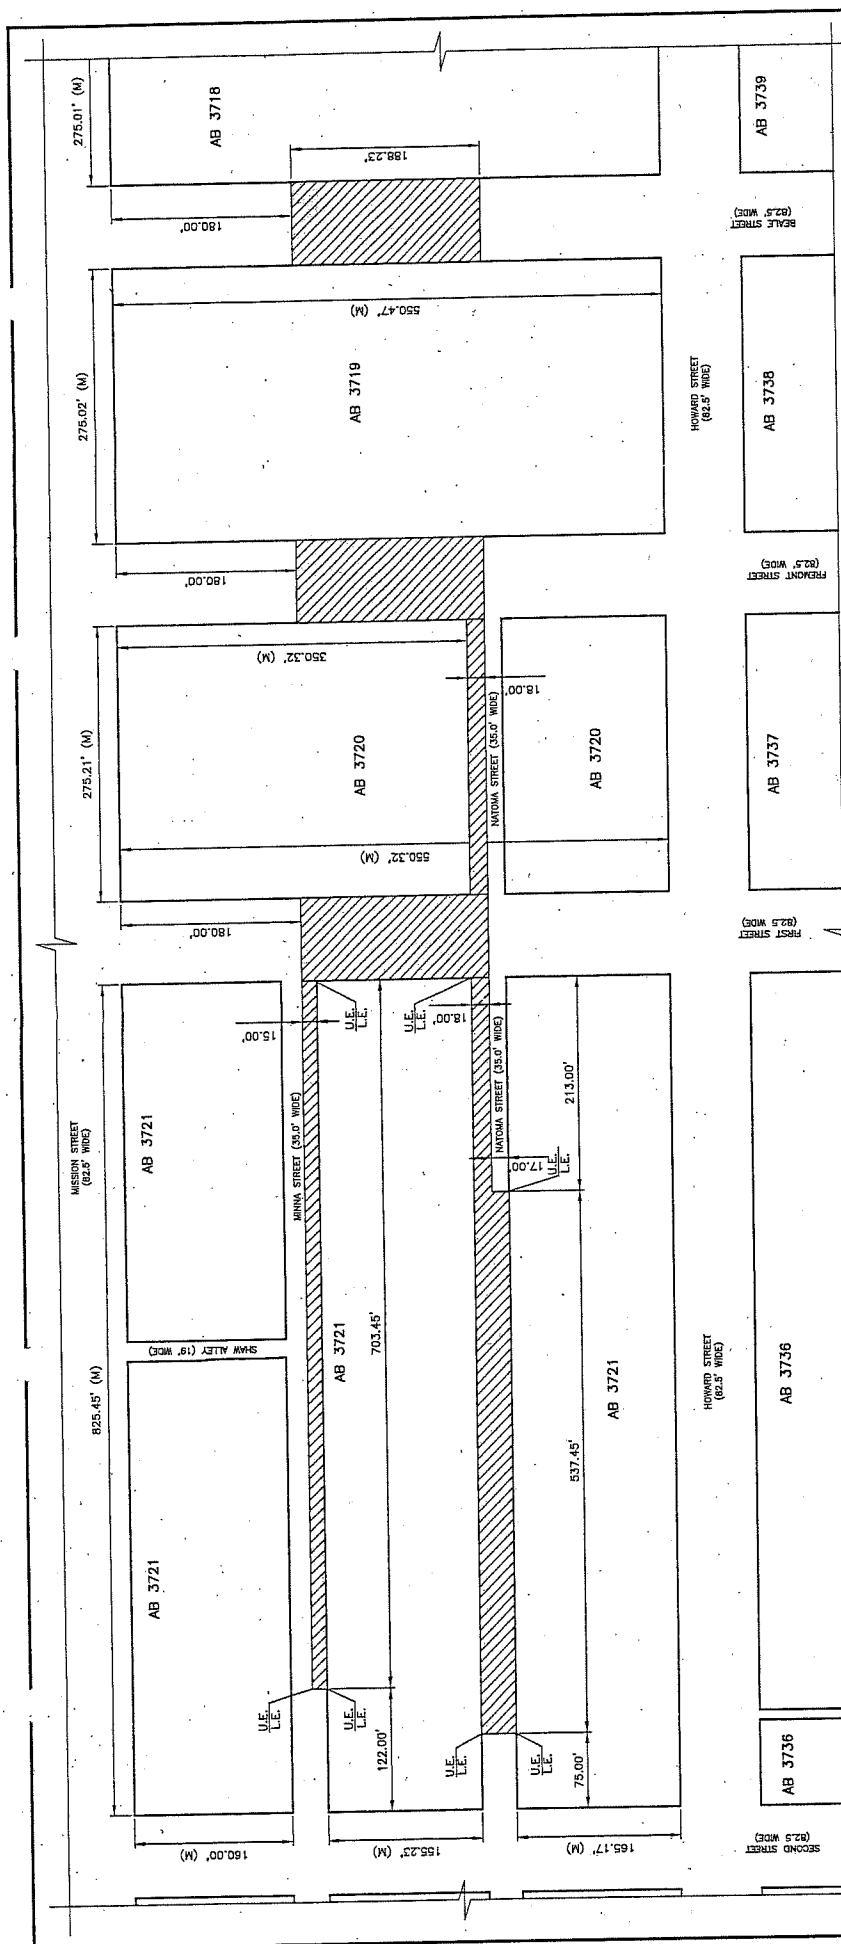 275.01' (M)
AB 3718
188.23'
AB 3739
180.00'
BEALE STREET
(82.5' WIDE)
275.02' (M)
550.47' (M)
AB 3719
HOWARD STREET
(82.5' WIDE)
AB 3738
180.00'
FREMONT STREET
(82.5' WIDE)
275.21' (M)
350.32' (M)
18.00'
AB 3720
NATOMA STREET (35.0' WIDE)
AB 3720
AB 3737
550.32' (M)
180.00'
FIRST STREET
(82.5 WIDE)
15.00'
U.E.
L.E.
U.E.
L.E.
18.00'
MISSION STREET
(82.5' WIDE)
AB 3721
MINNA STREET (35.0' WIDE)
NATOMA STREET (35.0' WIDE)
213.00'
17.00'
U.E.
L.E.
SHAW ALLEY (19' WIDE)
825.45' (M)
AB 3721
703.45'
AB 3721
HOWARD STREET
(82.5' WIDE)
AB 3736
537.45'
AB 3721
U.E.
L.E.
U.E.
L.E.
122.00'
U.E.
L.E.
U.E.
L.E.
75.00'
AB 3736
160.00' (M)
155.23' (M)
165.17' (M)
SECOND STREET
(82.5 WIDE)